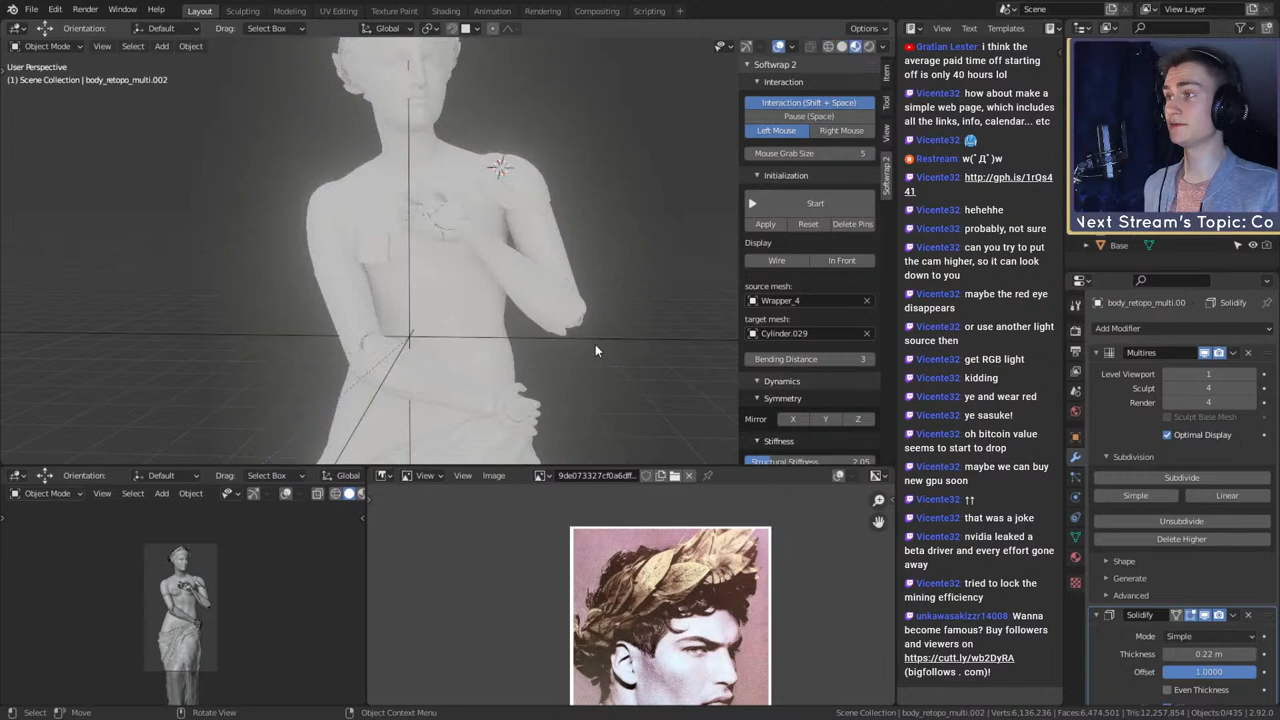 File Edit Render Window Help Layout Sculpting Modeling UV Editing Texture Paint Shading Animation Rendering Compositing Scripting + Scene View Layer
Orientation: Default Drag: Select Box Global Options
Object Mode View Select Add Object
User Perspective
(1) Scene Collection | body_retopo_multi.002
Softwrap 2
Interaction
Interaction (Shift + Space)
Pause (Space)
Left Mouse Right Mouse
Mouse Grab Size 5
Initialization
Start
Apply Reset Delete Pins
Display
Wire In Front
source mesh:
Wrapper_4
target mesh:
Cylinder.029
Bending Distance 3
Dynamics
Symmetry
Mirror X Y Z
Stiffness
Structural Stiffness 2.05
Item
Tool
View
Softwrap 2
Orientation: Default Drag: Select Box Global
Object Mode View Select Add Object
View View Image 9de073327cf0a6dff...
View Text Templates
Gratian Lester: i think the
average paid time off starting
off is only 40 hours lol
Vicente32: how about make a
simple web page, which includes
all the links, info, calendar... etc
Vicente32:
Restream: w(ﾟДﾟ)w
Vicente32: http://gph.is/1rQs4
41
Vicente32: hehehhe
Vicente32: probably, not sure
Vicente32: can you try to put
the cam higher, so it can look
down to you
Vicente32: maybe the red eye
disappears
Vicente32: or use another light
source then
Vicente32: get RGB light
Vicente32: kidding
Vicente32: ye and wear red
Vicente32: ye sasuke!
Vicente32: oh bitcoin value
seems to start to drop
Vicente32: maybe we can buy
new gpu soon
Vicente32: ↑↑
Vicente32: that was a joke
Vicente32: nvidia leaked a
beta driver and every effort gone
away
Vicente32: tried to lock the
mining efficiency
unkawasakizzr14008: Wanna
become famous? Buy followers
and viewers on
https://cutt.ly/wb2DyRA
(bigfollows . com)!
Next Stream's Topic: Co
Base
body_retopo_multi.00 Solidify
Add Modifier
Multires
Level Viewport 1
Sculpt 4
Render 4
Sculpt Base Mesh
Optimal Display
Subdivision
Subdivide
Simple Linear
Unsubdivide
Delete Higher
Shape
Generate
Advanced
Solidify
Mode Simple
Thickness 0.22 m
Offset 1.0000
Even Thickness
Select Move Rotate View Object Context Menu Scene Collection | body_retopo_multi.002 | Verts:6,136,236 | Faces:6,474,501 | Tris:12,257,854 | Objects:0/435 | 2.92.0